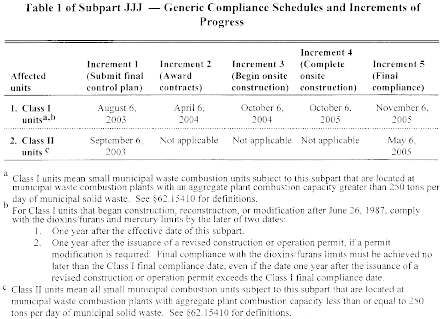 Table 1 of Subpart JJJ — Generic Compliance Schedules and Increments of
Progress
Affected units
Increment 1 (Submit final control plan)
Increment 2 (Award contracts)
Increment 3 (Begin onsite construction)
Increment 4 (Complete onsite construction)
Increment 5 (Final compliance)
1. Class I units a,b
August 6, 2003
April 6, 2004
October 6, 2004
October 6, 2005
November 6, 2005
2. Class II units c
September 6, 2003
Not applicable
Not applicable
Not applicable
May 6, 2005
a Class I units mean small municipal waste combustion units subject to this subpart that are located at
municipal waste combustion plants with an aggregate plant combustion capacity greater than 250 tons per
day of municipal solid waste. See §62.15410 for definitions.
b For Class I units that began construction, reconstruction, or modification after June 26, 1987, comply
with the dioxins/furans and mercury limits by the later of two dates:
1. One year after the effective date of this subpart.
2. One year after the issuance of a revised construction or operation permit, if a permit
modification is required. Final compliance with the dioxins/furans limits must be achieved no
later than the Class I final compliance date, even if the date one year after the issuance of a
revised construction or operation permit exceeds the Class I final compliance date.
c Class II units mean all small municipal combustion units subject to this subpart that are located at
municipal waste combustion plants with aggregate plant combustion capacity less than or equal to 250
tons per day of municipal solid waste. See §62.15410 for definitions.